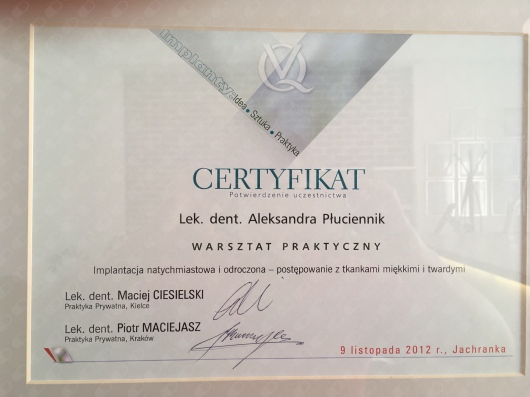 implanty:Idea • Sztuka • Praktyka
VQ
CERTYFIKAT
Potwierdzenie uczestnictwa
Lek. dent. Aleksandra Płuciennik
WARSZTAT PRAKTYCZNY
Implantacja natychmiastowa i odroczona – postępowanie z tkankami miękkimi i twardymi
Lek. dent. Maciej CIESIELSKI
Praktyka Prywatna, Kielce
Lek. dent. Piotr MACIEJASZ
Praktyka Prywatna, Kraków
9 listopada 2012 r., Jachranka